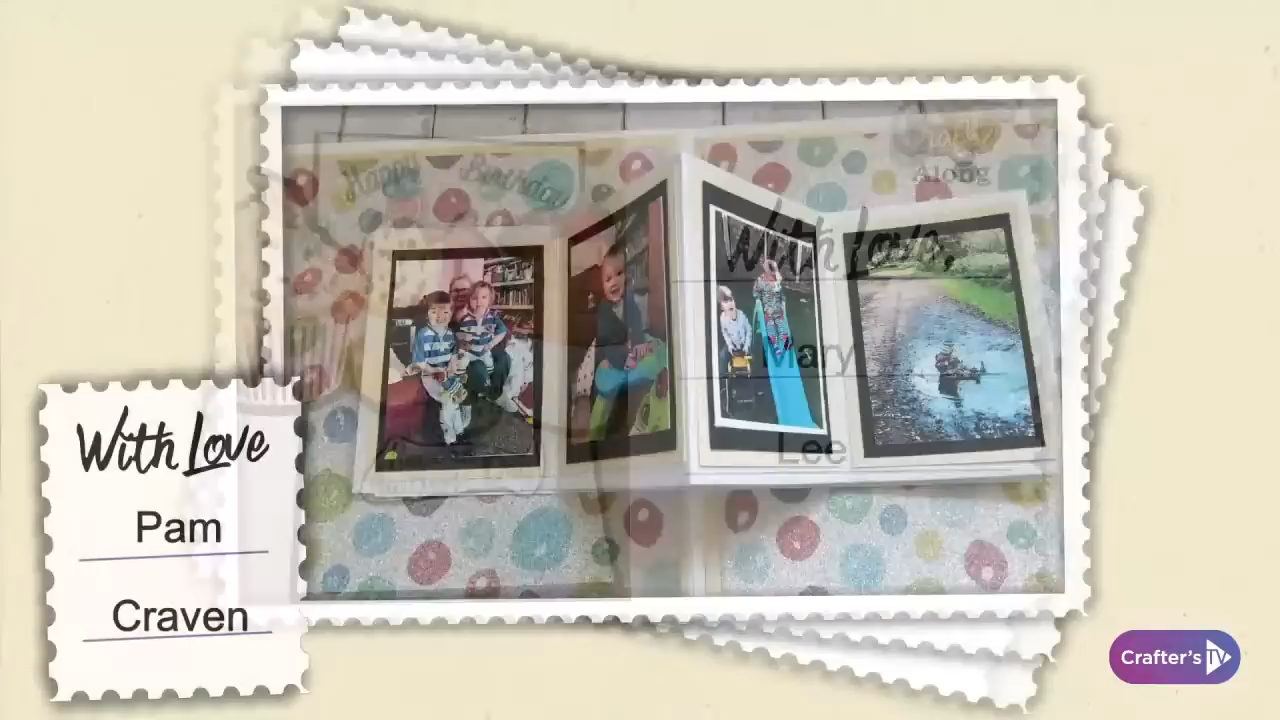 Happy Birthday
Along
With Love,
Mary
Lee
With Love
Pam
Craven
Crafter's TV